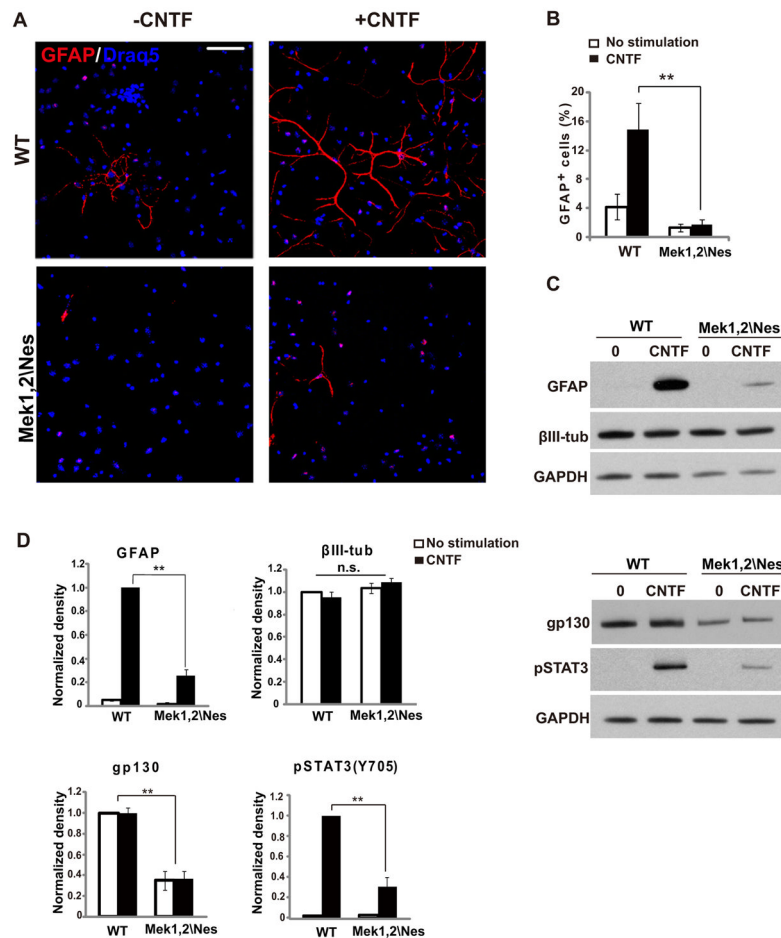 A
-CNTF
+CNTF
GFAP/Draq5
WT
Mek1,2\Nes
B
No stimulation
CNTF
**
GFAP+ cells (%)
20
16
12
8
4
0
WT
Mek1,2\Nes
C
WT
Mek1,2\Nes
0
CNTF
0
CNTF
GFAP
βIII-tub
GAPDH
WT
Mek1,2\Nes
0
CNTF
0
CNTF
gp130
pSTAT3
GAPDH
D
No stimulation
CNTF
GFAP
**
Normalized density
1.2
1.0
0.8
0.6
0.4
0.2
WT
Mek1,2\Nes
βIII-tub
n.s.
Normalized density
1.2
1.0
0.8
0.6
0.4
0.2
WT
Mek1,2\Nes
gp130
**
Normalized density
1.2
1.0
0.8
0.6
0.4
0.2
0
WT
Mek1,2\Nes
pSTAT3(Y705)
**
Normalized density
1.2
1.0
0.8
0.6
0.4
0.2
WT
Mek1,2\Nes